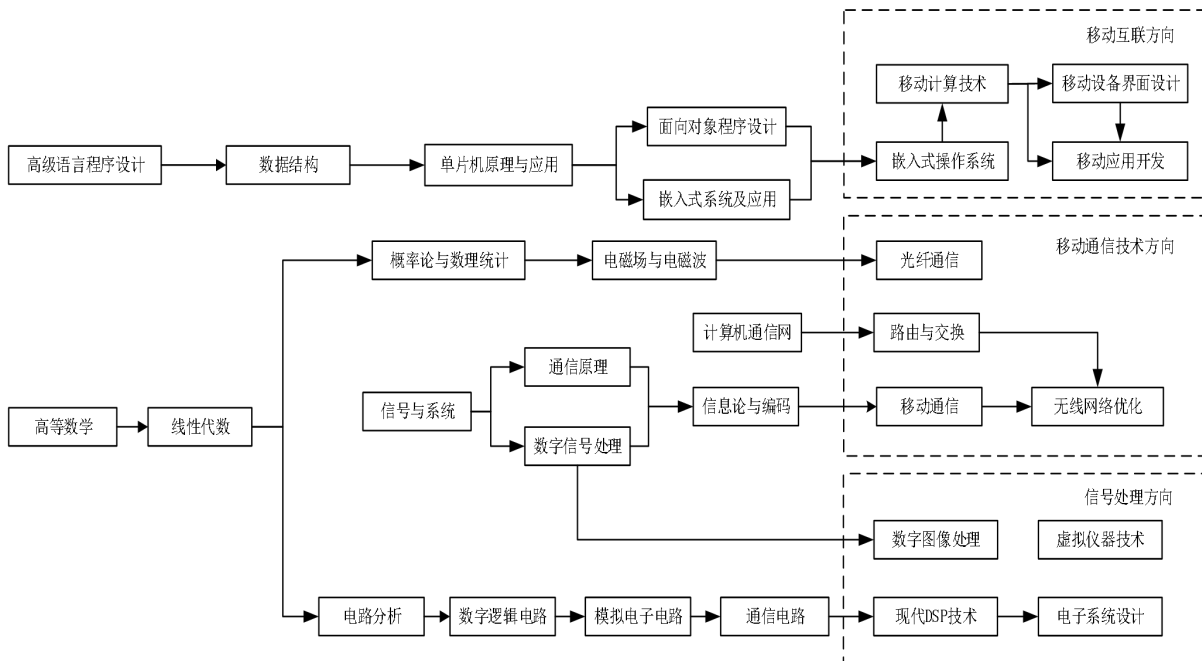 移动互联方向
移动计算技术
移动设备界面设计
面向对象程序设计
高级语言程序设计
数据结构
单片机原理与应用
嵌入式操作系统
移动应用开发
嵌入式系统及应用
移动通信技术方向
概率论与数理统计
电磁场与电磁波
光纤通信
计算机通信网
路由与交换
通信原理
信号与系统
信息论与编码
移动通信
无线网络优化
高等数学
线性代数
数字信号处理
信号处理方向
数字图像处理
虚拟仪器技术
电路分析
数字逻辑电路
模拟电子电路
通信电路
现代DSP技术
电子系统设计